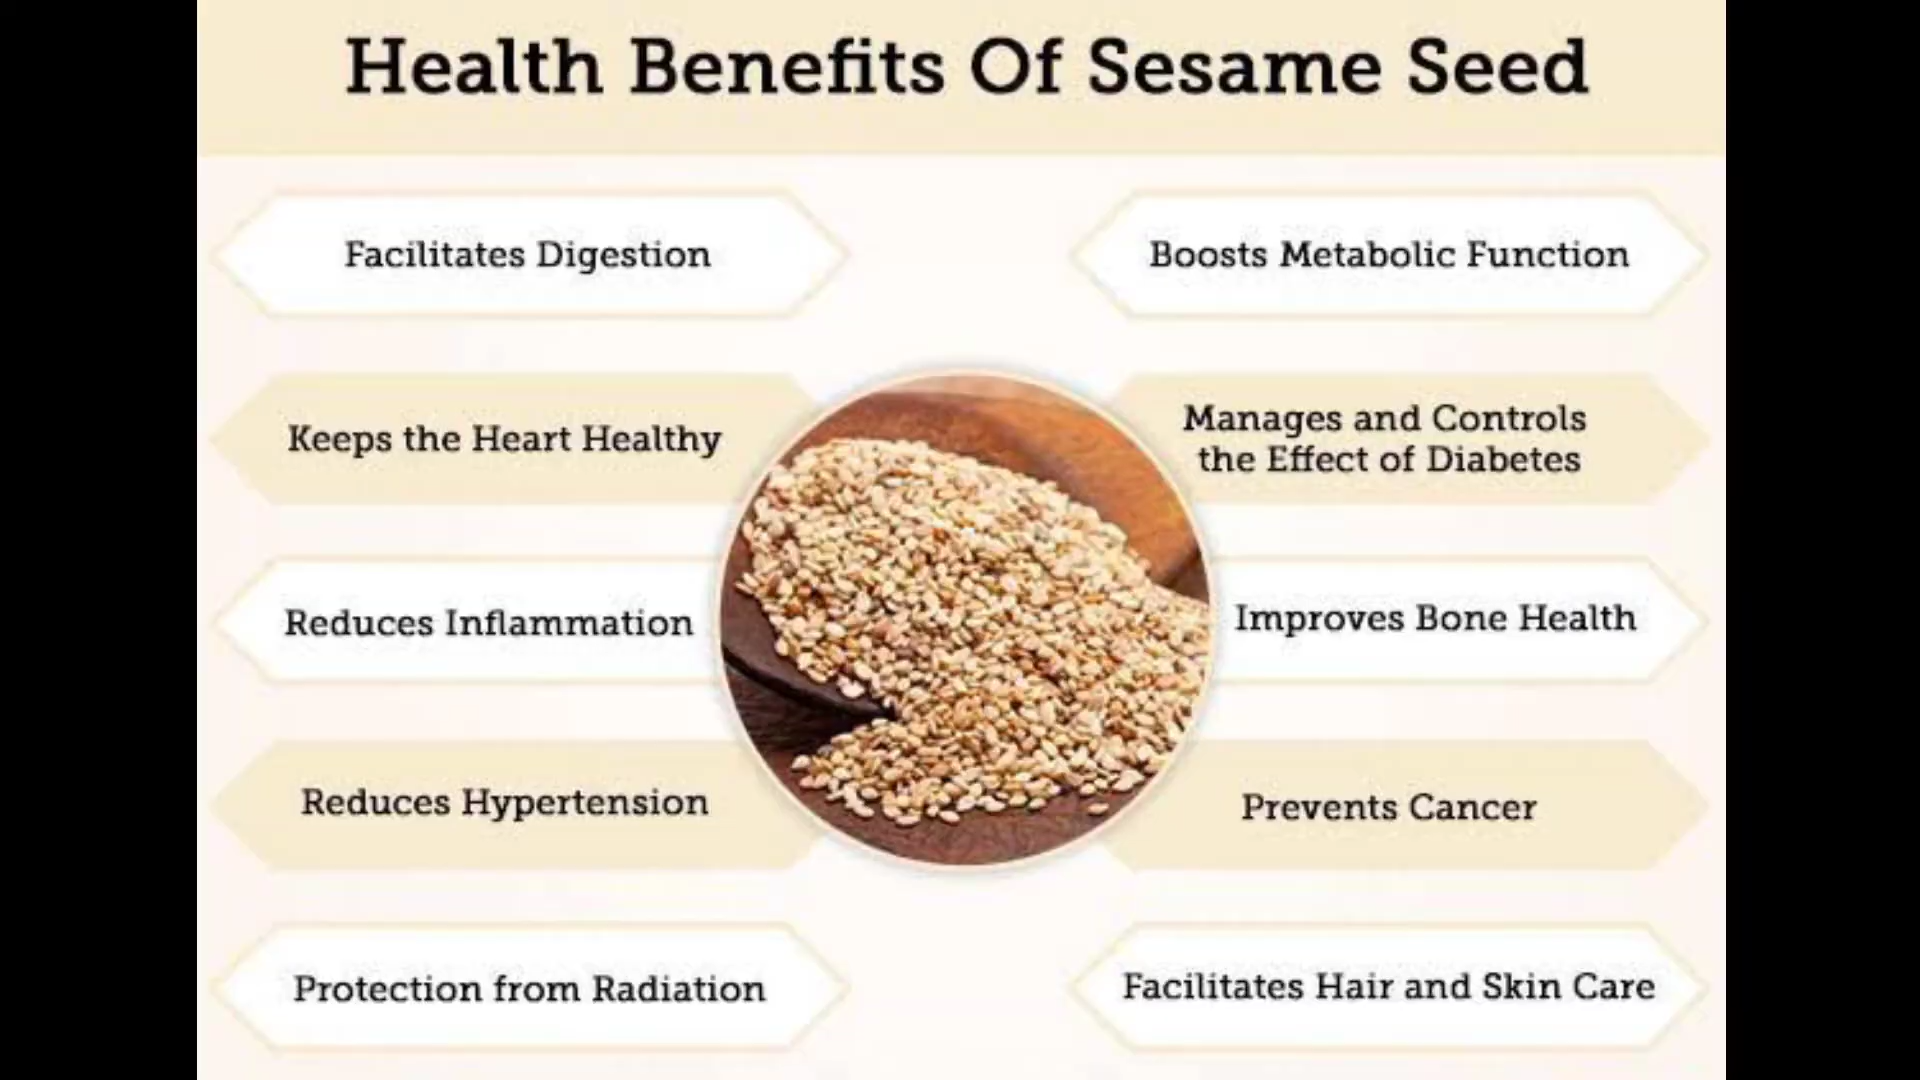 Health Benefits Of Sesame Seed
Facilitates Digestion
Boosts Metabolic Function
Keeps the Heart Healthy
Manages and Controls
the Effect of Diabetes
Reduces Inflammation
Improves Bone Health
Reduces Hypertension
Prevents Cancer
Protection from Radiation
Facilitates Hair and Skin Care